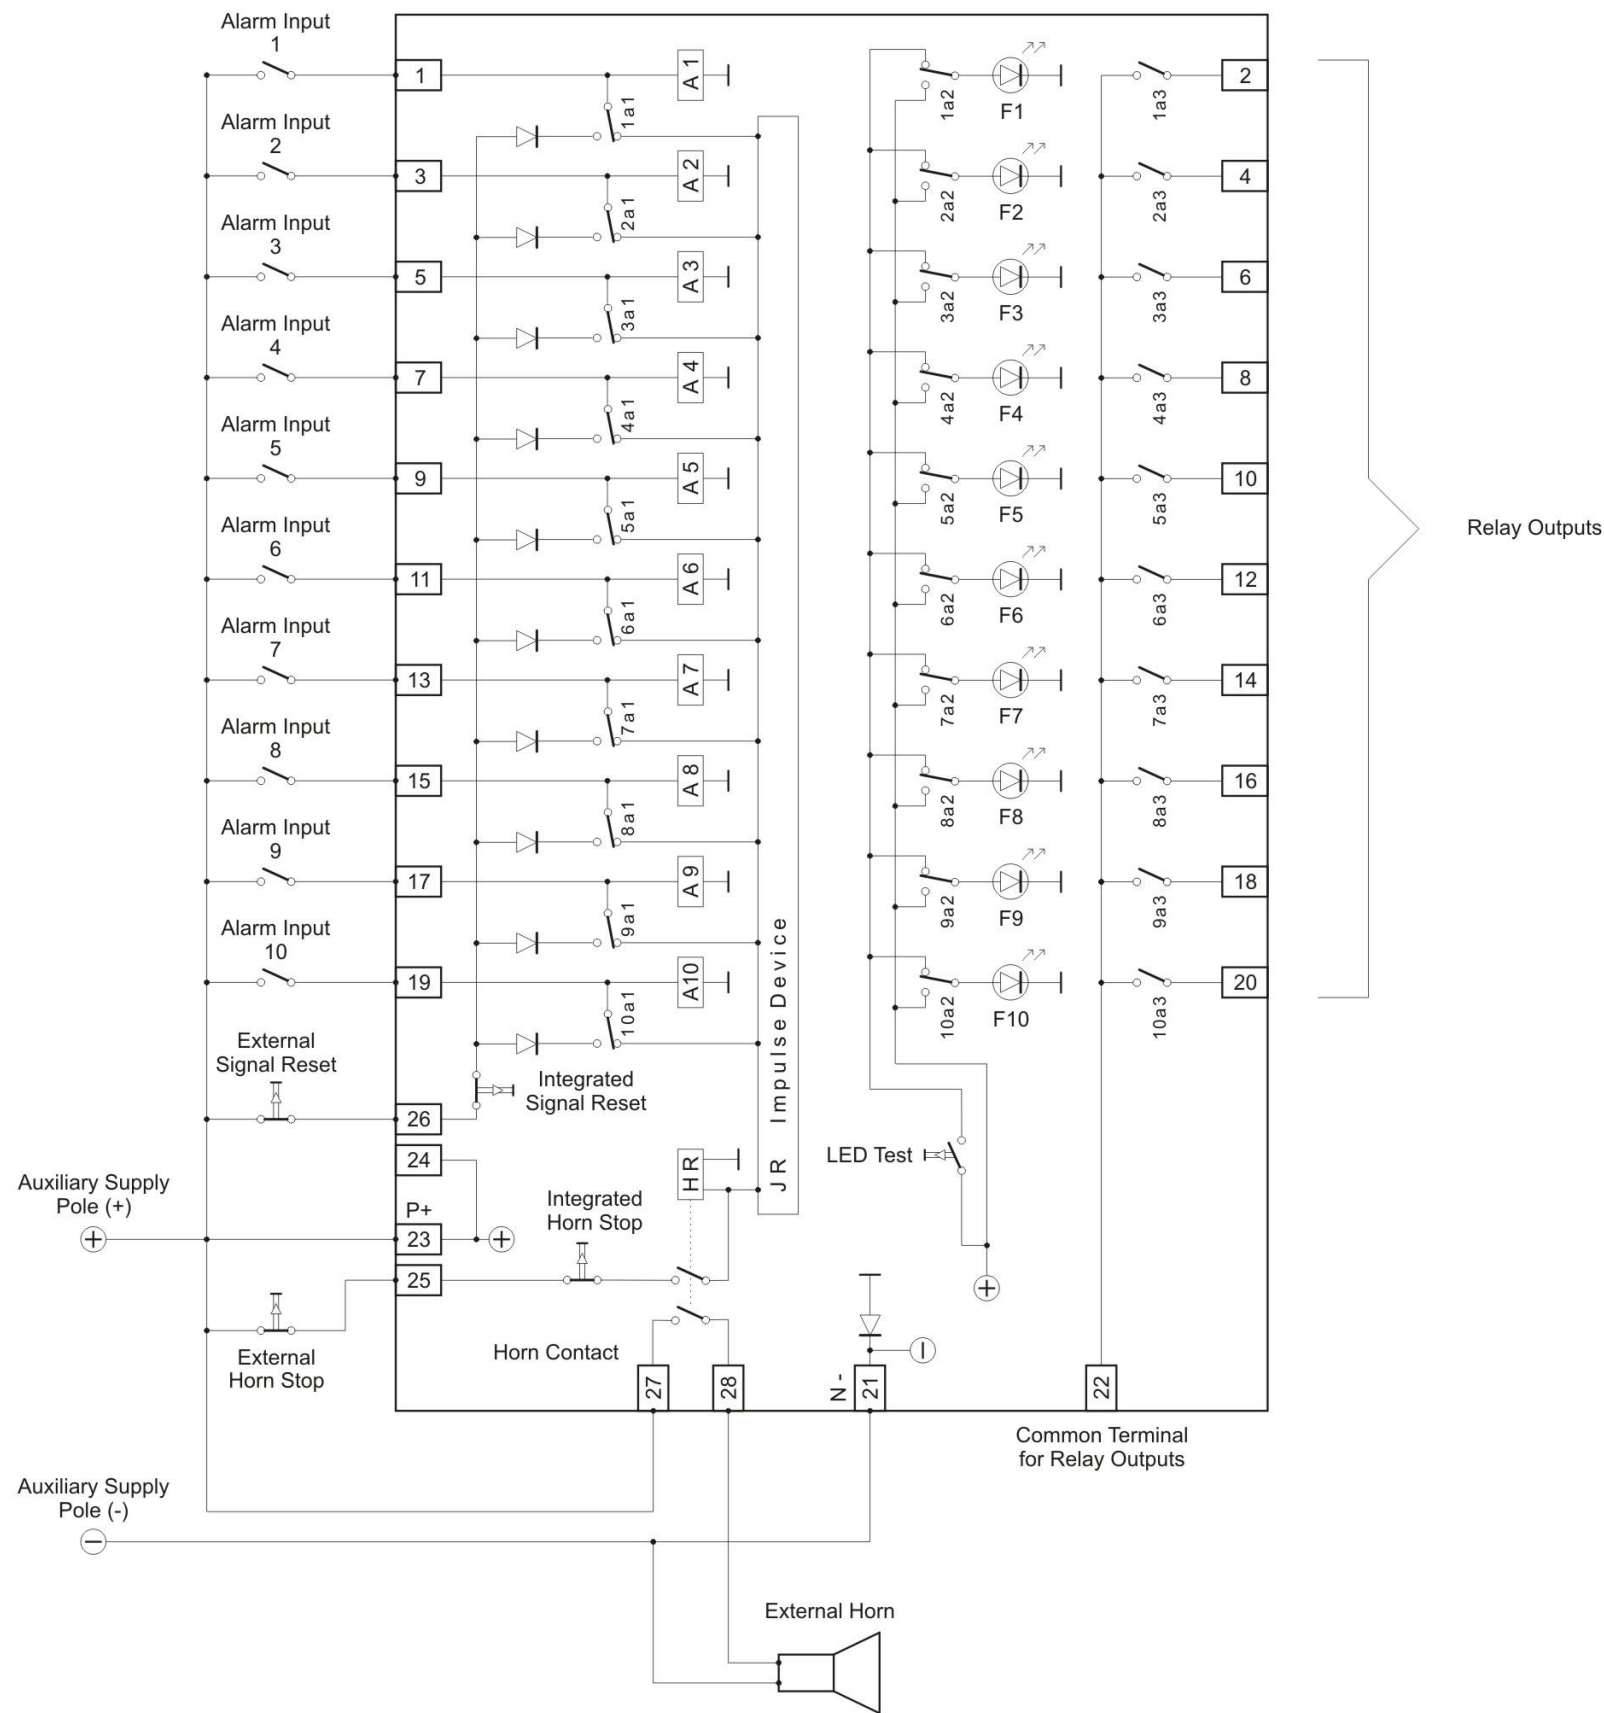 Alarm Input
1
1
A 1
1a1
1a2
F1
1a3
2
Alarm Input
2
3
A 2
2a1
2a2
F2
2a3
4
Alarm Input
3
5
A 3
3a1
3a2
F3
3a3
6
Alarm Input
4
7
A 4
4a1
4a2
F4
4a3
8
Alarm Input
5
9
A 5
5a1
5a2
F5
5a3
10
Relay Outputs
Alarm Input
6
11
A 6
6a1
6a2
F6
6a3
12
Alarm Input
7
13
A 7
7a1
7a2
F7
7a3
14
Alarm Input
8
15
A 8
8a1
8a2
F8
8a3
16
Alarm Input
9
17
A 9
9a1
9a2
F9
9a3
18
Alarm Input
10
19
A10
10a1
10a2
F10
10a3
20
JR Impulse Device
External
Signal Reset
Integrated
Signal Reset
26
24
LED Test
HR
Auxiliary Supply
Pole (+)
P+
23
Integrated
Horn Stop
25
External
Horn Stop
Horn Contact
27
28
N -
21
22
Common Terminal
for Relay Outputs
Auxiliary Supply
Pole (-)
External Horn